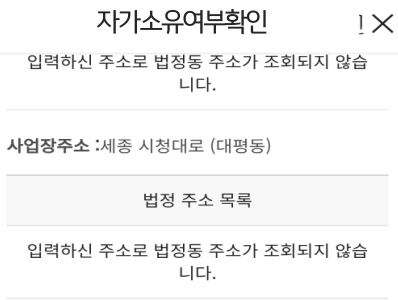 자가소유여부확인
입력하신 주소로 법정동 주소가 조회되지 않습
니다.
사업장주소 :세종 시청대로 (대평동)
법정 주소 목록
입력하신 주소로 법정동 주소가 조회되지 않습
니다.